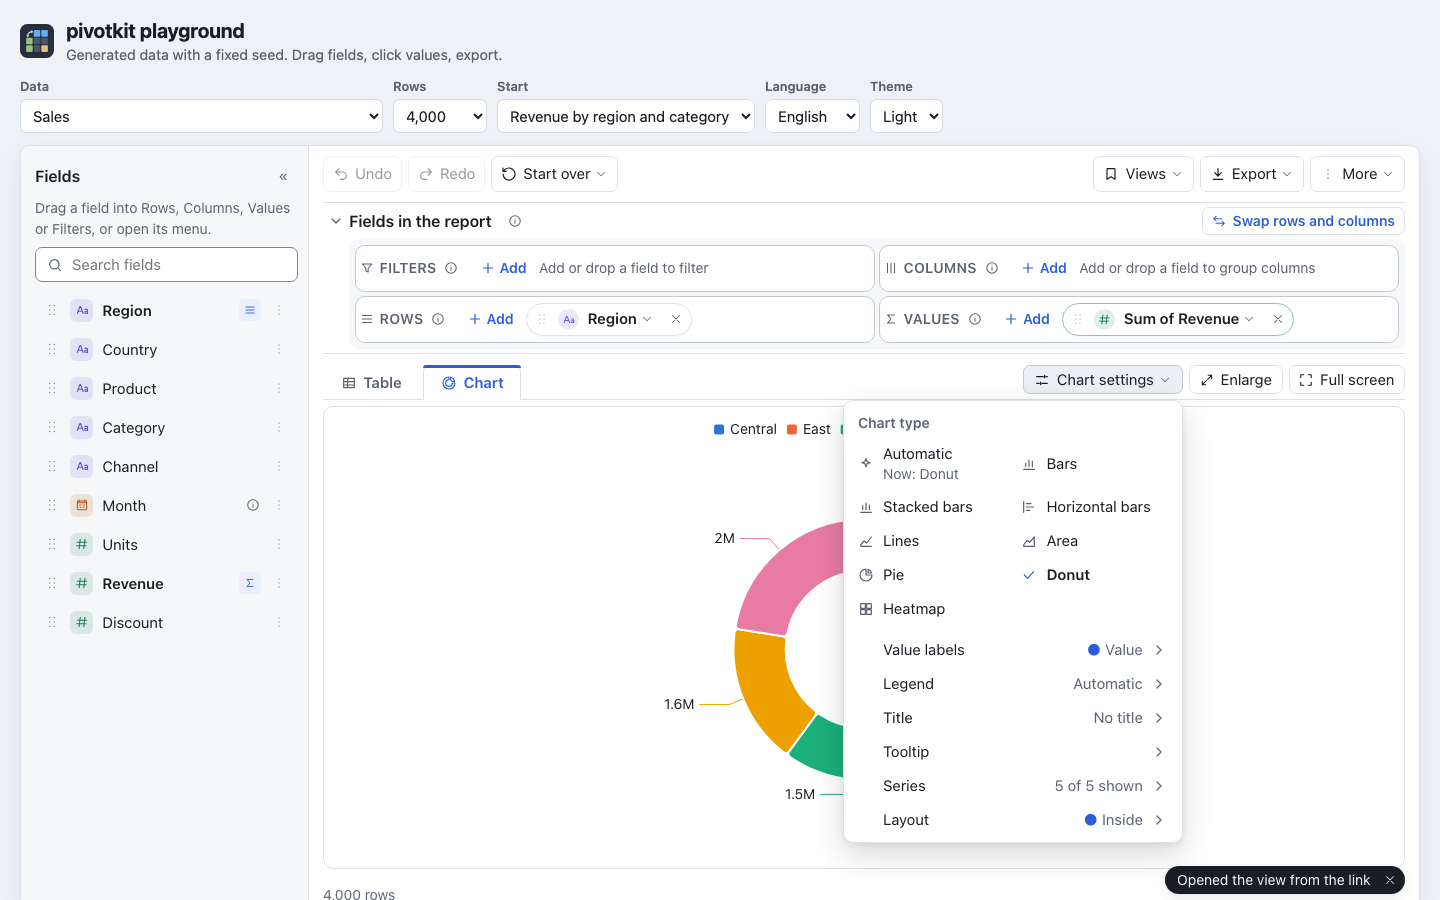 pivotkit playground
Generated data with a fixed seed. Drag fields, click values, export.
Data
Rows
Start
Language
Theme
Sales
4,000
Revenue by region and category
English
Light
Fields
«
Drag a field into Rows, Columns, Values
or Filters, or open its menu.
Search fields
Aa Region
Aa Country
Aa Product
Aa Category
Aa Channel
Month
# Units
# Revenue Σ
# Discount
Undo
Redo
Start over
Views
Export
More
Fields in the report
Swap rows and columns
FILTERS
+ Add
Add or drop a field to filter
COLUMNS
+ Add
Add or drop a field to group columns
ROWS
+ Add
Aa Region
Σ VALUES
+ Add
# Sum of Revenue
Table
Chart
Chart settings
Enlarge
Full screen
Central
East
2M
1.6M
1.5M
Chart type
Automatic
Now: Donut
Bars
Stacked bars
Horizontal bars
Lines
Area
Pie
Donut
Heatmap
Value labels
Value
Legend
Automatic
Title
No title
Tooltip
Series
5 of 5 shown
Layout
Inside
4,000 rows
Opened the view from the link